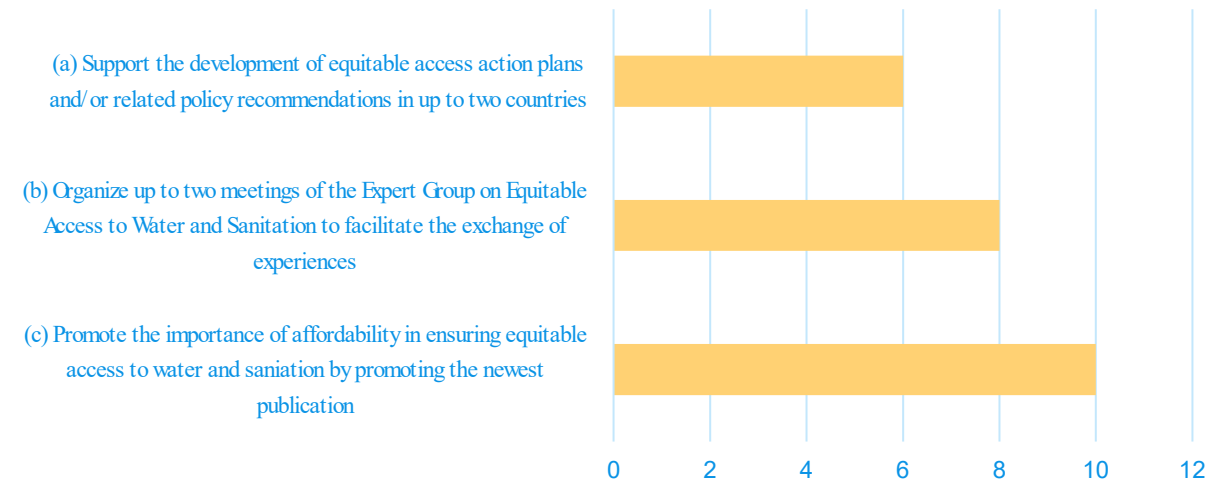 (a) Support the development of equitable access action plans
and/or related policy recommendations in up to two countries
(b) Organize up to two meetings of the Expert Group on Equitable
Access to Water and Sanitation to facilitate the exchange of
experiences
(c) Promote the importance of affordability in ensuring equitable
access to water and saniation by promoting the newest
publication
0 2 4 6 8 10 12